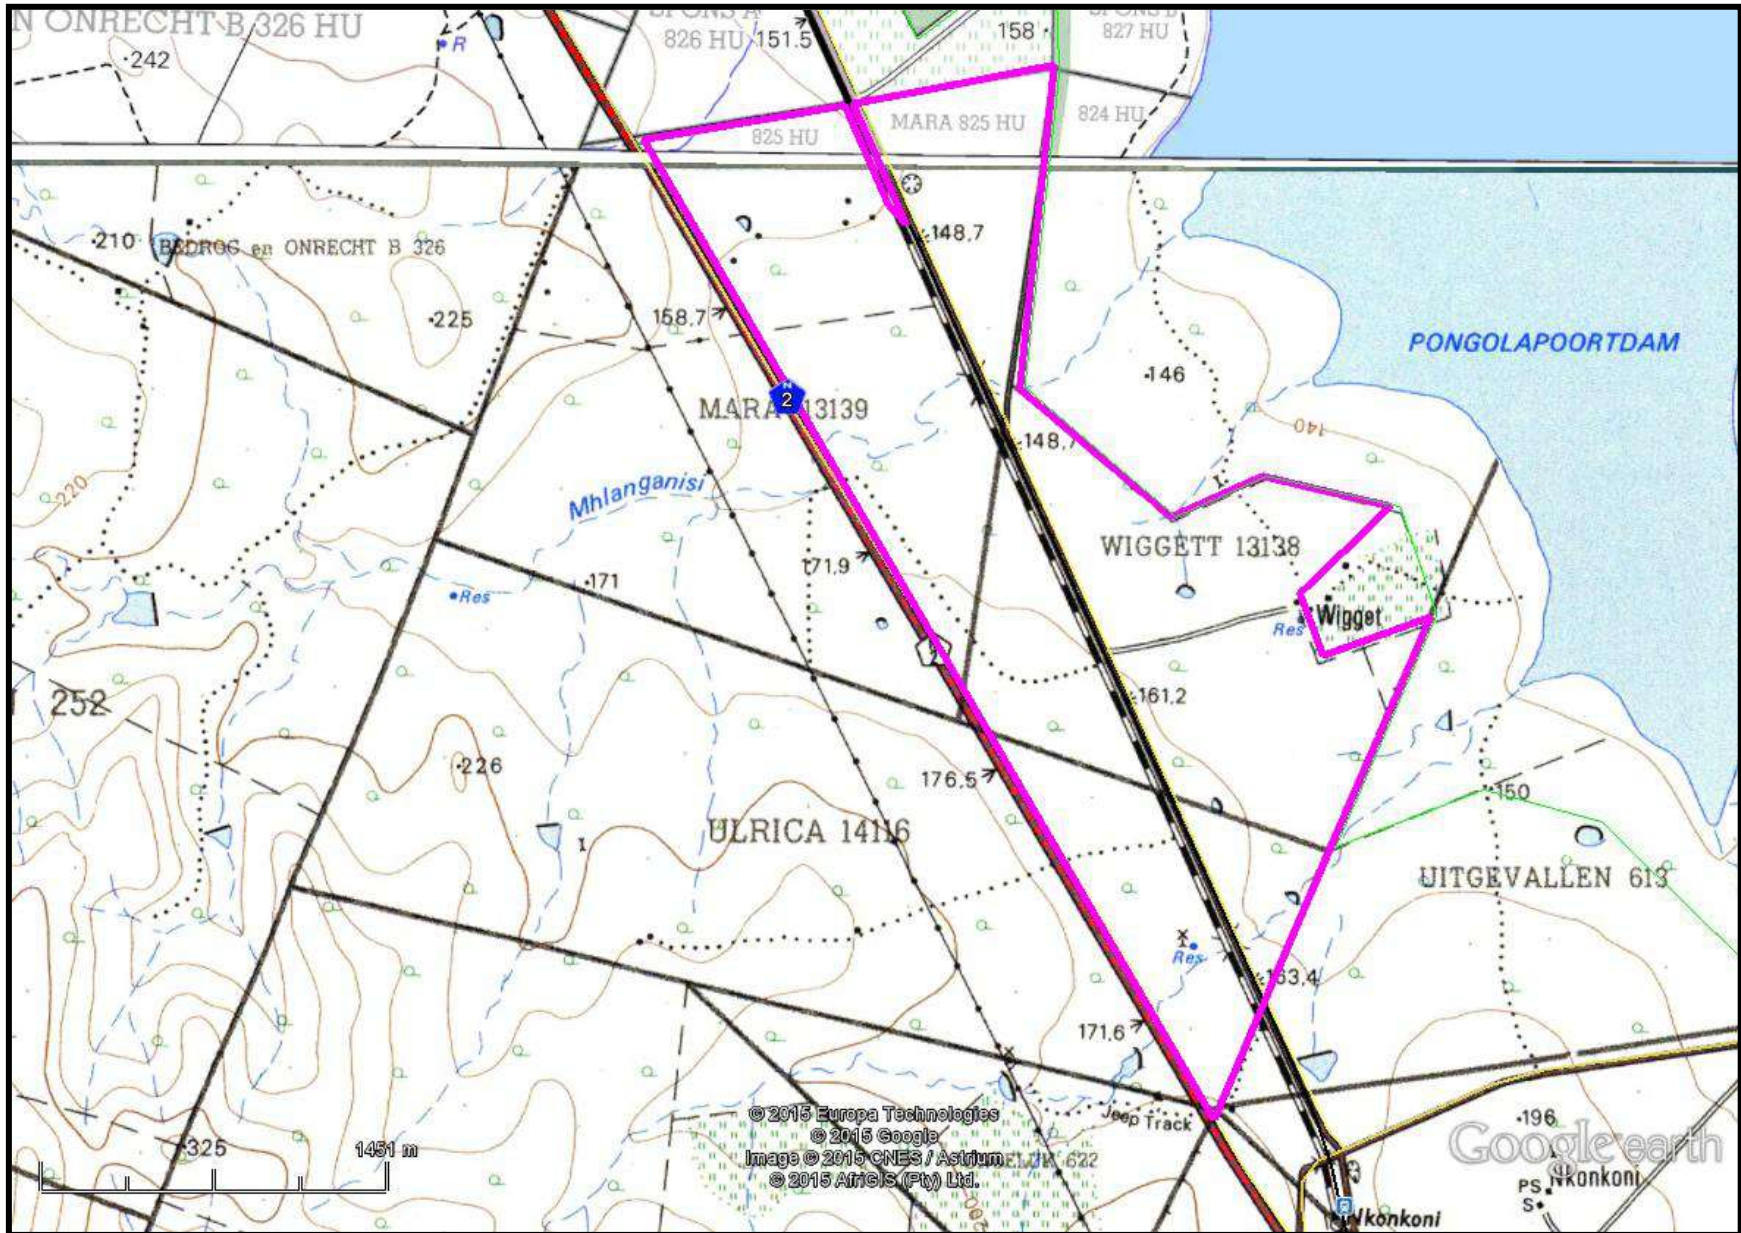 N ONRECHT B 326 HU
826 HU
151.5
158
827 HU
242
R
825 HU
MARA 825 HU
824 HU
210
BEDROG en ONRECHT B 326
148,7
225
158,7
PONGOLAPOORTDAM
146
N
2
MARA 13139
148,7
140
220
Mhlanganisi
WIGGETT 13138
171,9
171
Res
Wigget
Res
252
161,2
226
176,5
150
ULRICA 14116
UITGEVALLEN 613
Res
163,4
171,6
Jeep Track
© 2015 Europa Technologies
© 2015 Google
Image © 2015 CNES / Astrium
© 2015 AfriGIS (Pty) Ltd.
622
196
Google earth
325
1451 m
200
PS
Nkonkoni
S
Nkonkoni